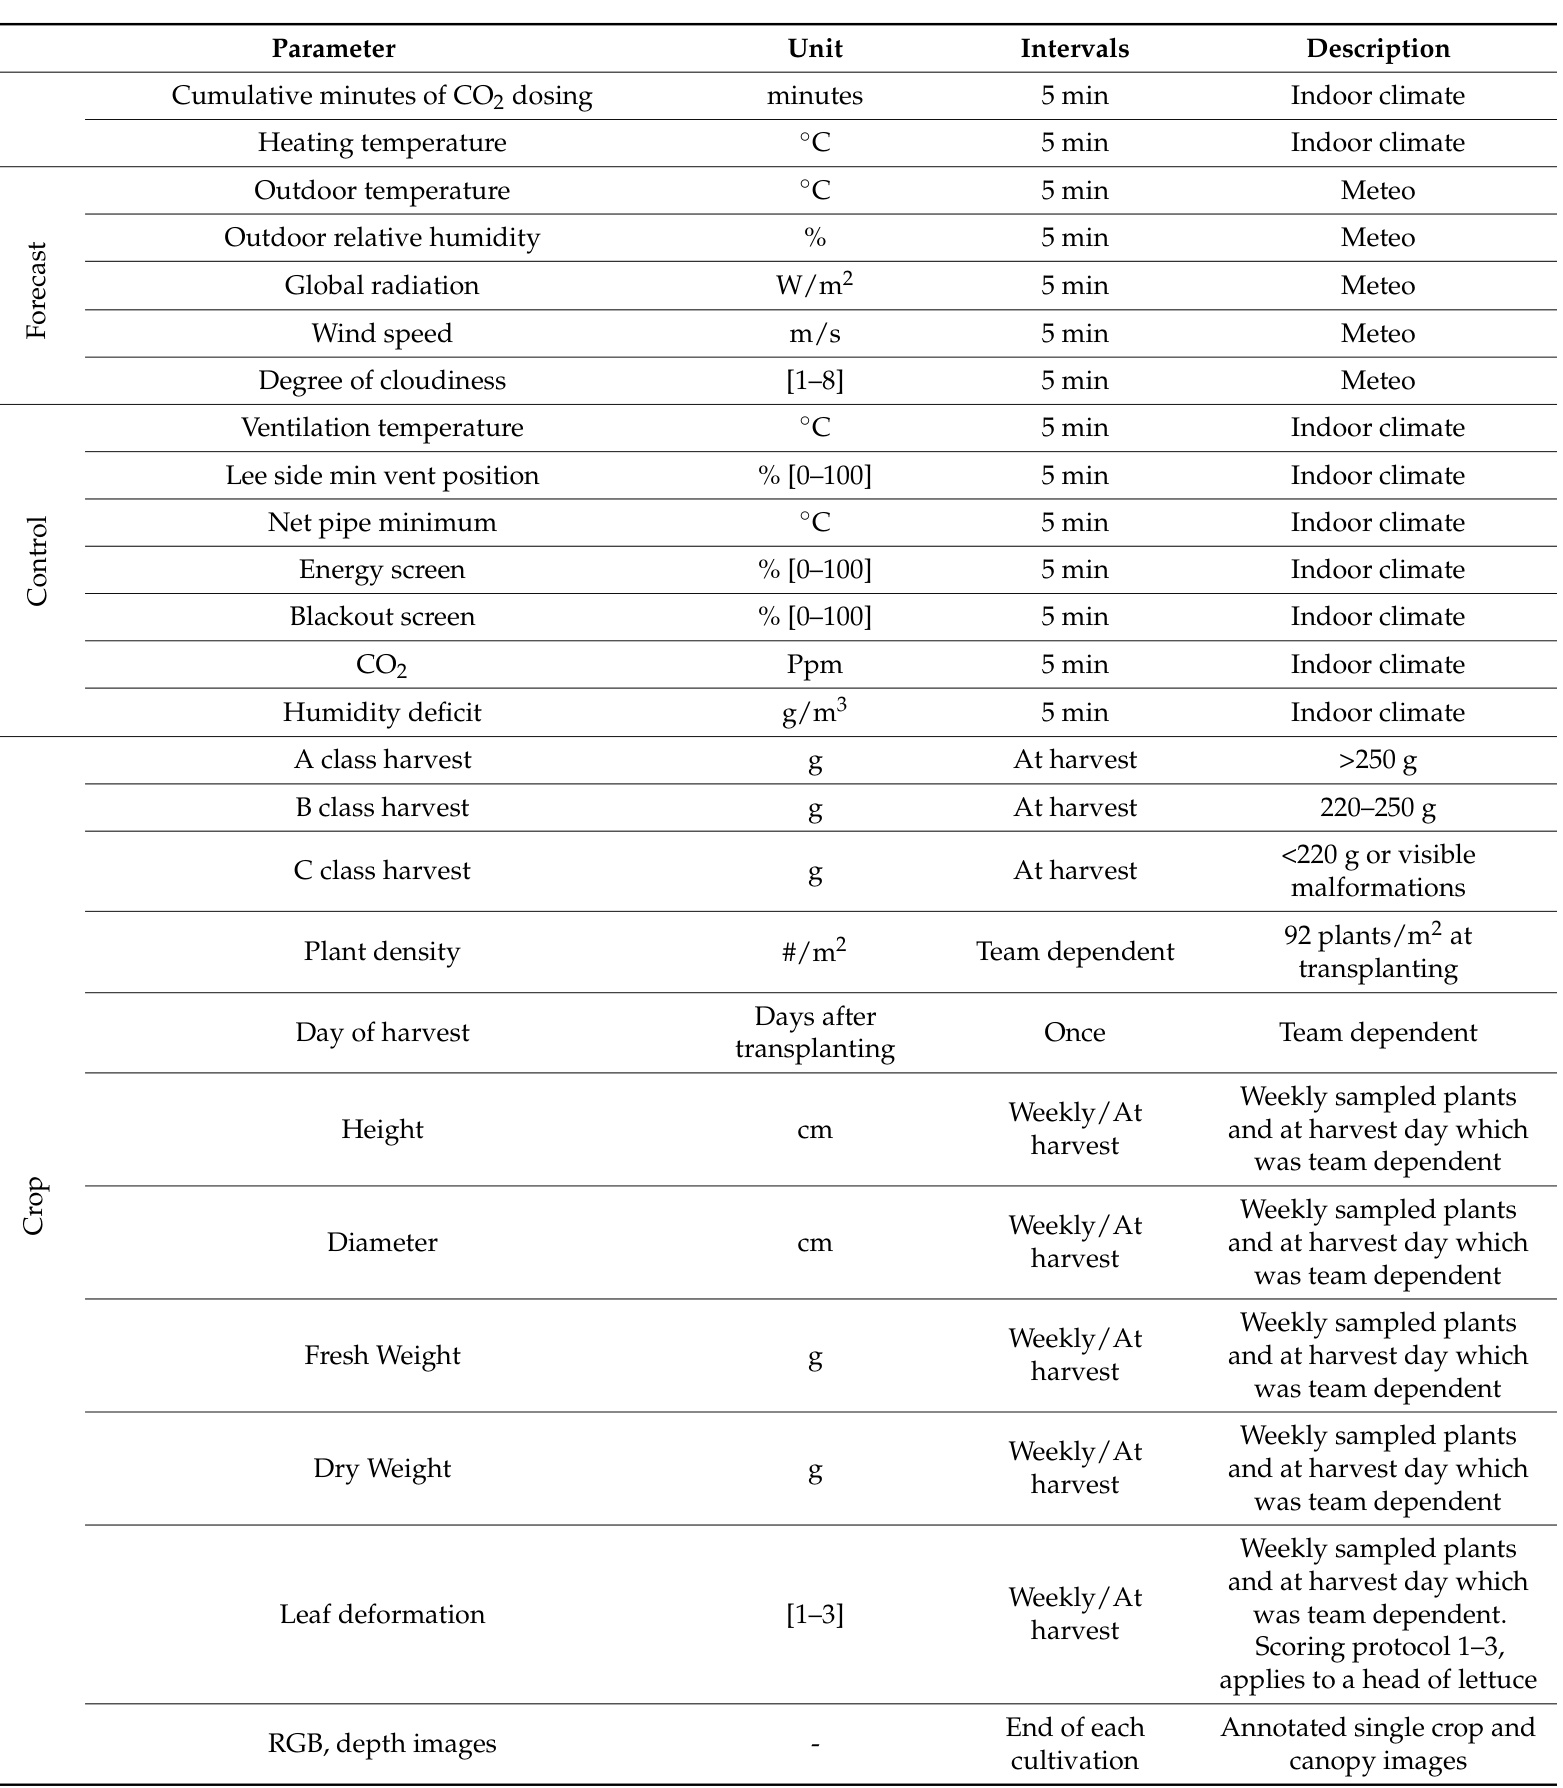 Parameter Unit Intervals Description
Cumulative minutes of CO2 dosing minutes 5 min Indoor climate
Heating temperature °C 5 min Indoor climate
Forecast
Outdoor temperature °C 5 min Meteo
Outdoor relative humidity % 5 min Meteo
Global radiation W/m2 5 min Meteo
Wind speed m/s 5 min Meteo
Degree of cloudiness [1–8] 5 min Meteo
Control
Ventilation temperature °C 5 min Indoor climate
Lee side min vent position % [0–100] 5 min Indoor climate
Net pipe minimum °C 5 min Indoor climate
Energy screen % [0–100] 5 min Indoor climate
Blackout screen % [0–100] 5 min Indoor climate
CO2 Ppm 5 min Indoor climate
Humidity deficit g/m3 5 min Indoor climate
Crop
A class harvest g At harvest >250 g
B class harvest g At harvest 220–250 g
C class harvest g At harvest <220 g or visible
malformations
Plant density #/m2 Team dependent 92 plants/m2 at
transplanting
Day of harvest Days after
transplanting Once Team dependent
Height cm Weekly/At
harvest Weekly sampled plants
and at harvest day which
was team dependent
Diameter cm Weekly/At
harvest Weekly sampled plants
and at harvest day which
was team dependent
Fresh Weight g Weekly/At
harvest Weekly sampled plants
and at harvest day which
was team dependent
Dry Weight g Weekly/At
harvest Weekly sampled plants
and at harvest day which
was team dependent
Leaf deformation [1–3] Weekly/At
harvest Weekly sampled plants
and at harvest day which
was team dependent.
Scoring protocol 1–3,
applies to a head of lettuce
RGB, depth images - End of each
cultivation Annotated single crop and
canopy images